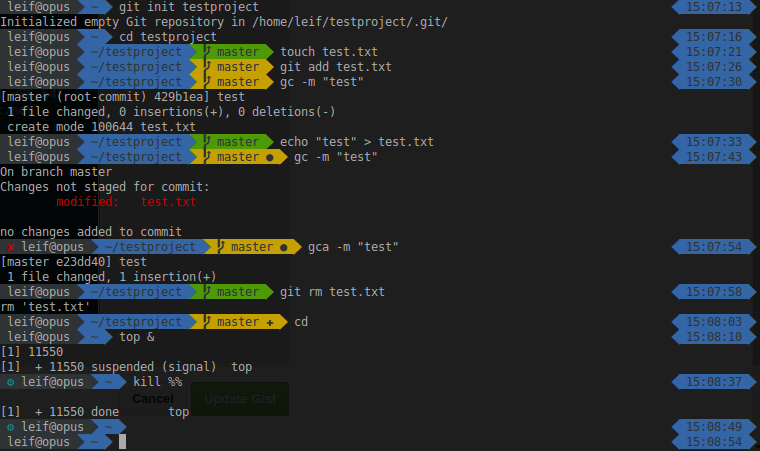 leif@opus ~ git init testproject 15:07:13
Initialized empty Git repository in /home/leif/testproject/.git/
leif@opus ~ cd testproject 15:07:16
leif@opus ~/testproject master touch test.txt 15:07:21
leif@opus ~/testproject master git add test.txt 15:07:26
leif@opus ~/testproject master gc -m "test" 15:07:30
[master (root-commit) 429b1ea] test
1 file changed, 0 insertions(+), 0 deletions(-)
create mode 100644 test.txt
leif@opus ~/testproject master echo "test" > test.txt 15:07:33
leif@opus ~/testproject master ● gc -m "test" 15:07:43
On branch master
Changes not staged for commit:
modified: test.txt
no changes added to commit
✘ leif@opus ~/testproject master ● gca -m "test" 15:07:54
[master e23dd40] test
1 file changed, 1 insertion(+)
leif@opus ~/testproject master git rm test.txt 15:07:58
rm 'test.txt'
leif@opus ~/testproject master ✚ cd 15:08:03
leif@opus ~ top & 15:08:10
[1] 11550
[1] + 11550 suspended (signal) top
⚙ leif@opus ~ kill %% 15:08:37
Cancel Update Gist
[1] + 11550 done top
⚙ leif@opus ~ 15:08:49
leif@opus ~ 15:08:54